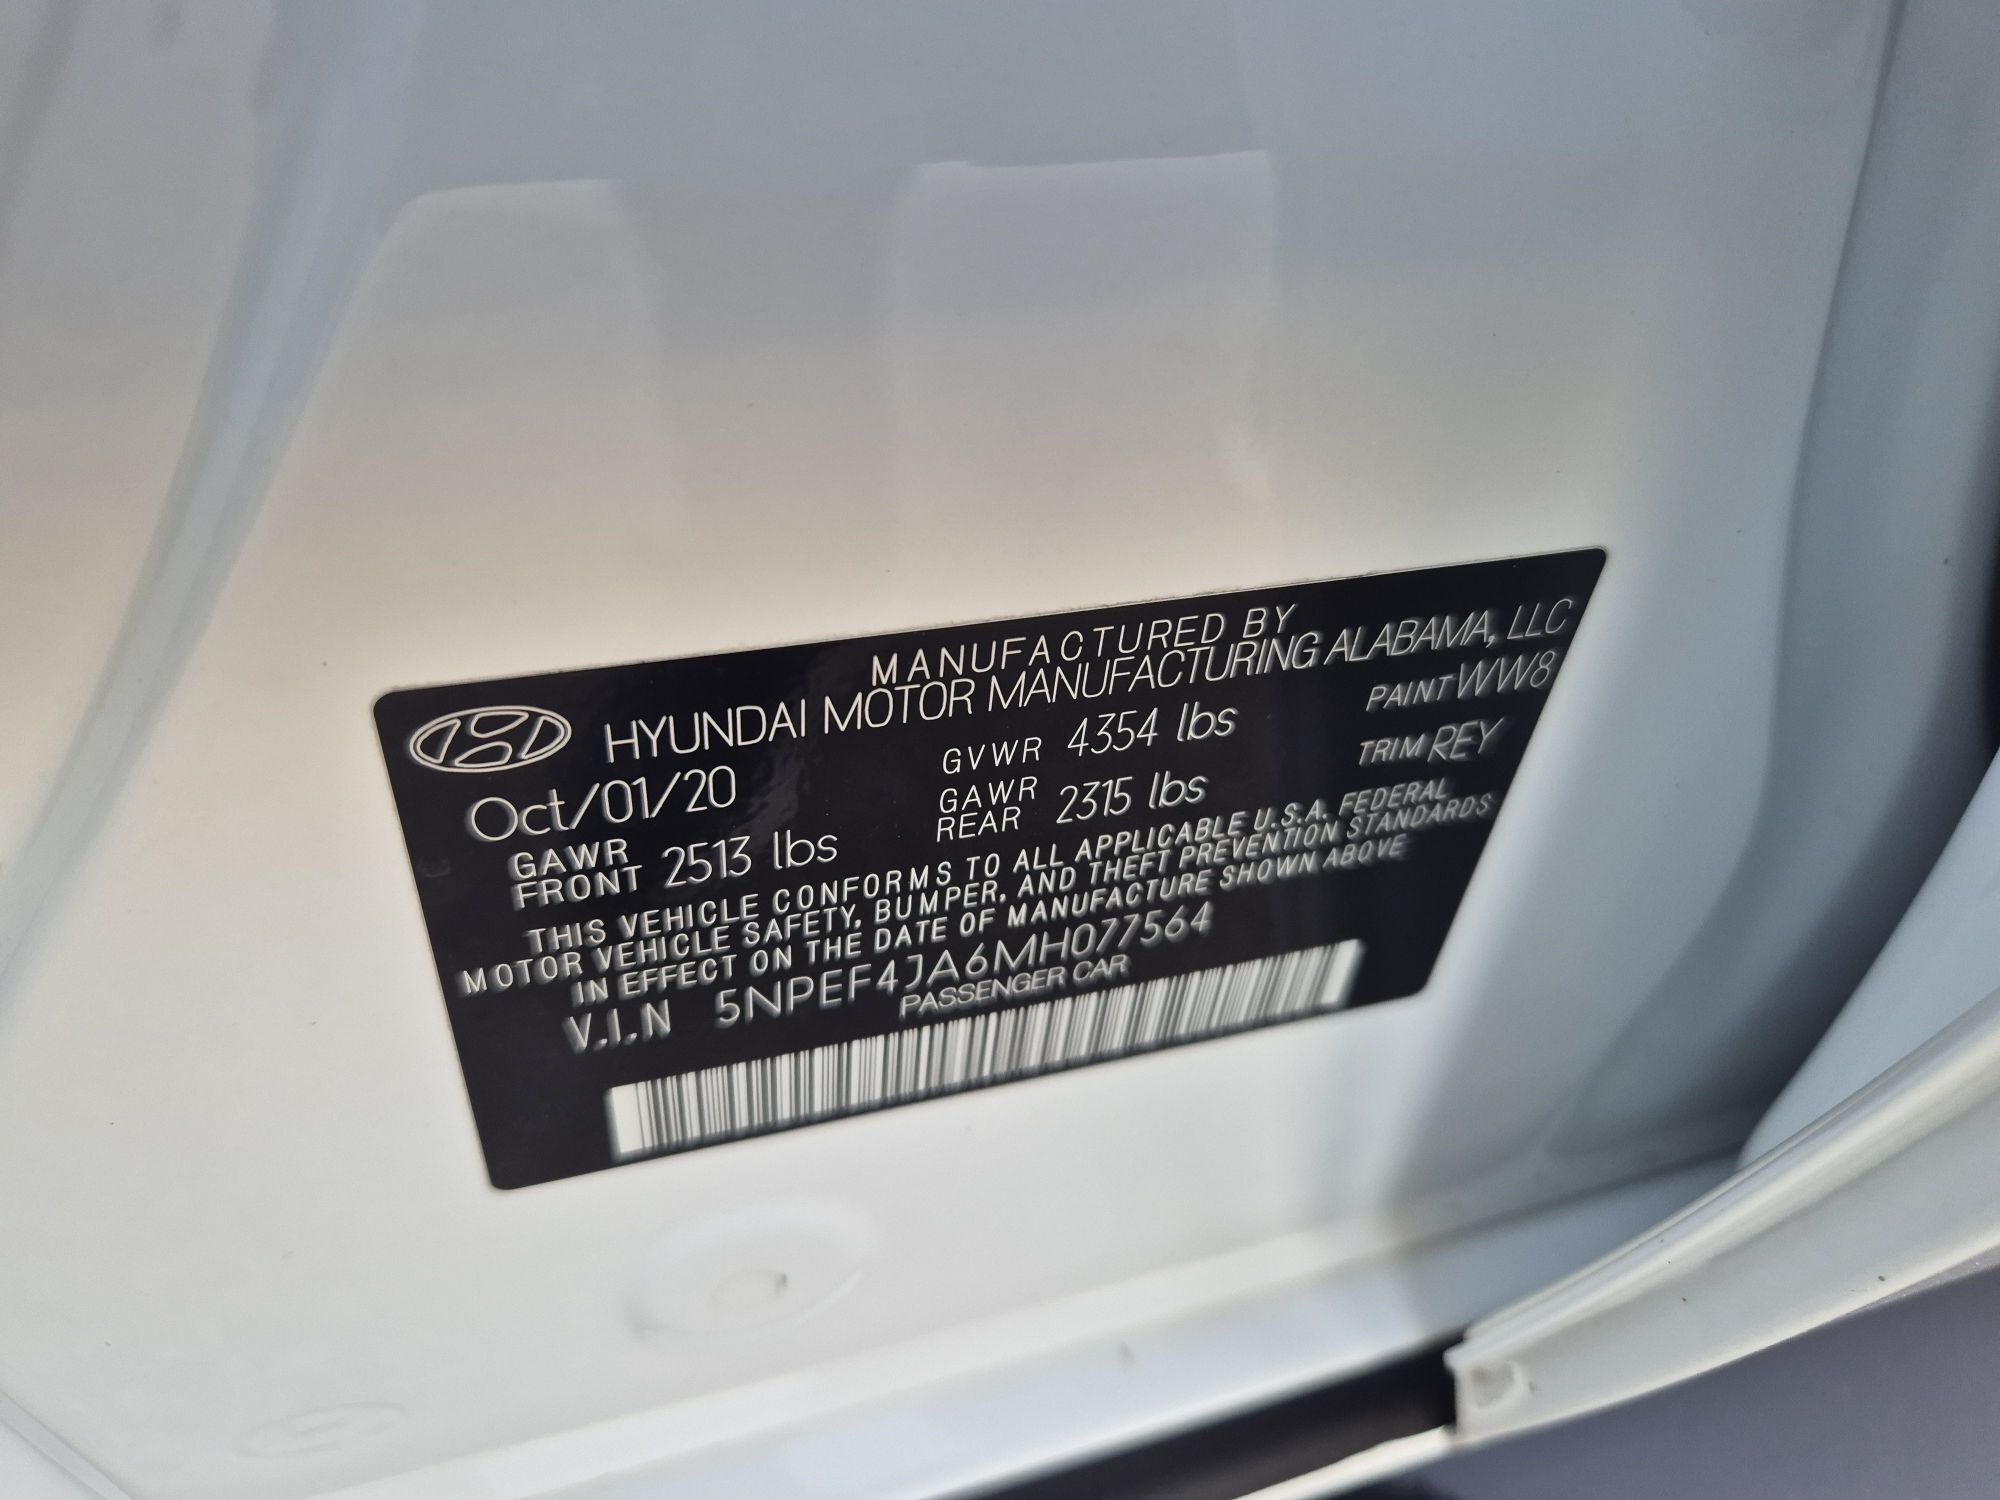 MANUFACTURED BY
HYUNDAI MOTOR MANUFACTURING ALABAMA, LLC
Oct/01/20 GVWR 4354 lbs PAINT WW8
GAWR FRONT 2513 lbs GAWR REAR 2315 lbs TRIM REY
THIS VEHICLE CONFORMS TO ALL APPLICABLE U.S.A. FEDERAL
MOTOR VEHICLE SAFETY, BUMPER, AND THEFT PREVENTION STANDARDS
IN EFFECT ON THE DATE OF MANUFACTURE SHOWN ABOVE
V.I.N 5NPEF4JA6MH077564
PASSENGER CAR